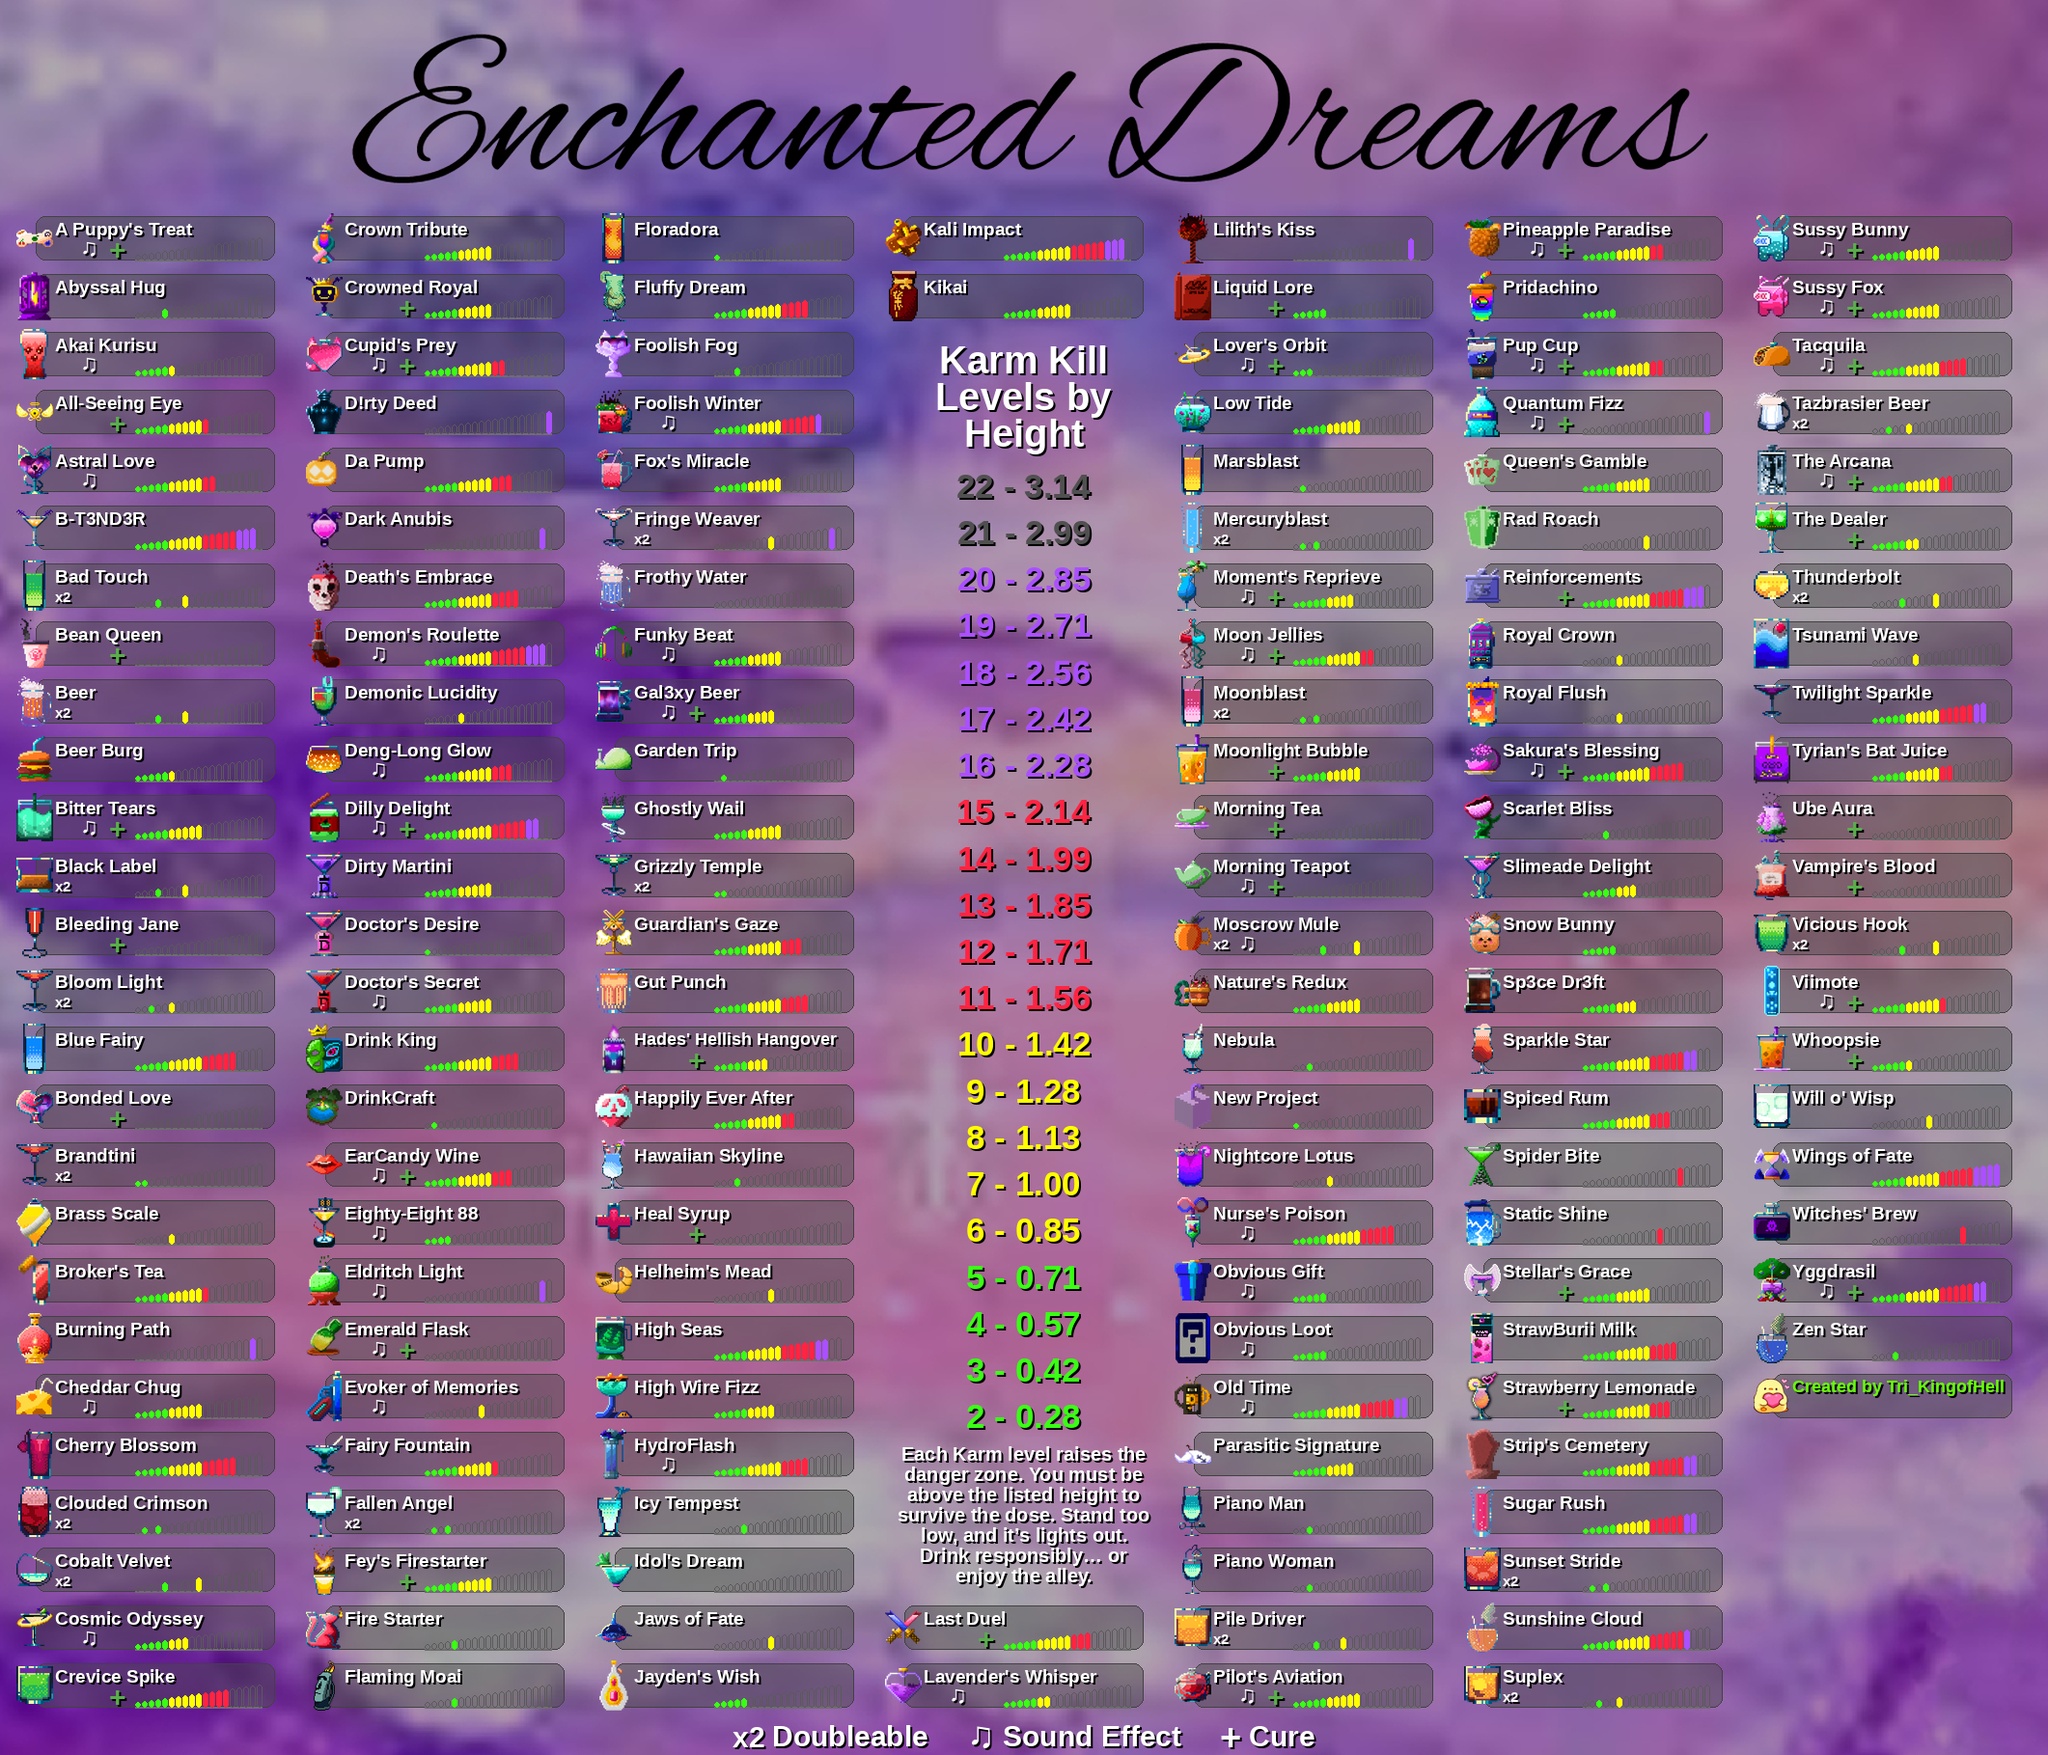 Enchanted Dreams
A Puppy's Treat
♫ +
Abyssal Hug
Akai Kurisu
♫
All-Seeing Eye
+
Astral Love
♫
B-T3ND3R
Bad Touch
x2
Bean Queen
+
Beer
x2
Beer Burg
Bitter Tears
♫ +
Black Label
x2
Bleeding Jane
+
Bloom Light
x2
Blue Fairy
Bonded Love
+
Brandtini
x2
Brass Scale
Broker's Tea
Burning Path
Cheddar Chug
♫
Cherry Blossom
Clouded Crimson
x2
Cobalt Velvet
x2
Cosmic Odyssey
♫
Crevice Spike
+
Crown Tribute
Crowned Royal
+
Cupid's Prey
♫ +
D!rty Deed
Da Pump
Dark Anubis
Death's Embrace
Demon's Roulette
♫
Demonic Lucidity
Deng-Long Glow
♫
Dilly Delight
♫ +
Dirty Martini
Doctor's Desire
Doctor's Secret
♫
Drink King
DrinkCraft
EarCandy Wine
♫ +
Eighty-Eight 88
♫
Eldritch Light
♫
Emerald Flask
♫ +
Evoker of Memories
♫
Fairy Fountain
Fallen Angel
x2
Fey's Firestarter
+
Fire Starter
Flaming Moai
Floradora
Fluffy Dream
Foolish Fog
Foolish Winter
♫
Fox's Miracle
Fringe Weaver
x2
Frothy Water
Funky Beat
♫
Gal3xy Beer
♫ +
Garden Trip
Ghostly Wail
Grizzly Temple
x2
Guardian's Gaze
Gut Punch
Hades' Hellish Hangover
+
Happily Ever After
Hawaiian Skyline
Heal Syrup
+
Helheim's Mead
High Seas
High Wire Fizz
HydroFlash
♫
Icy Tempest
Idol's Dream
Jaws of Fate
Jayden's Wish
Kali Impact
Kikai
Karm Kill
Levels by
Height
22 - 3.14
21 - 2.99
20 - 2.85
19 - 2.71
18 - 2.56
17 - 2.42
16 - 2.28
15 - 2.14
14 - 1.99
13 - 1.85
12 - 1.71
11 - 1.56
10 - 1.42
9 - 1.28
8 - 1.13
7 - 1.00
6 - 0.85
5 - 0.71
4 - 0.57
3 - 0.42
2 - 0.28
Each Karm level raises the
danger zone. You must be
above the listed height to
survive the dose. Stand too
low, and it's lights out.
Drink responsibly... or
enjoy the alley.
Last Duel
+
Lavender's Whisper
♫
Lilith's Kiss
Liquid Lore
+
Lover's Orbit
♫ +
Low Tide
Marsblast
Mercuryblast
x2
Moment's Reprieve
♫ +
Moon Jellies
♫ +
Moonblast
x2
Moonlight Bubble
+
Morning Tea
+
Morning Teapot
♫ +
Moscrow Mule
x2 ♫
Nature's Redux
Nebula
New Project
Nightcore Lotus
Nurse's Poison
♫
Obvious Gift
♫
Obvious Loot
♫
Old Time
♫
Parasitic Signature
Piano Man
Piano Woman
Pile Driver
x2
Pilot's Aviation
♫ +
Pineapple Paradise
♫ +
Pridachino
Pup Cup
♫ +
Quantum Fizz
♫ +
Queen's Gamble
Rad Roach
Reinforcements
+
Royal Crown
Royal Flush
Sakura's Blessing
♫ +
Scarlet Bliss
Slimeade Delight
Snow Bunny
Sp3ce Dr3ft
Sparkle Star
Spiced Rum
Spider Bite
Static Shine
Stellar's Grace
+
StrawBurii Milk
Strawberry Lemonade
+
Strip's Cemetery
Sugar Rush
Sunset Stride
x2
Sunshine Cloud
Suplex
x2
Sussy Bunny
♫ +
Sussy Fox
♫ +
Tacquila
♫ +
Tazbrasier Beer
x2
The Arcana
♫ +
The Dealer
+
Thunderbolt
x2
Tsunami Wave
Twilight Sparkle
Tyrian's Bat Juice
Ube Aura
+
Vampire's Blood
+
Vicious Hook
x2
Viimote
♫ +
Whoopsie
+
Will o' Wisp
Wings of Fate
Witches' Brew
Yggdrasil
♫ +
Zen Star
Created by Tri_KingofHell
x2 Doubleable ♫ Sound Effect + Cure